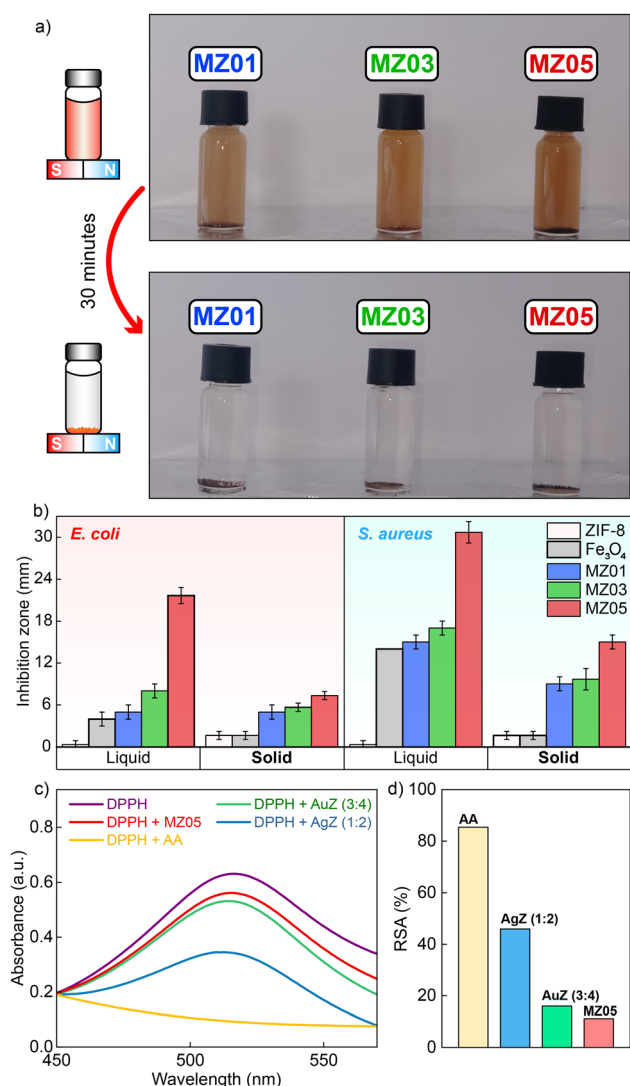 a)
MZ01 MZ03 MZ05
S N
30 minutes
MZ01 MZ03 MZ05
S N
b)
E. coli S. aureus
ZIF-8
Fe₃O₄
MZ01
MZ03
MZ05
Inhibition zone (mm)
30
24
18
12
6
0
Liquid Solid Liquid Solid
c)
DPPH DPPH + AuZ (3:4)
DPPH + MZ05 DPPH + AgZ (1:2)
DPPH + AA
Absorbance (a.u.)
0.8
0.6
0.4
0.2
0.0
450 500 550
Wavelength (nm)
d)
RSA (%)
100
80
60
40
20
0
AA
AgZ (1:2)
AuZ (3:4)
MZ05